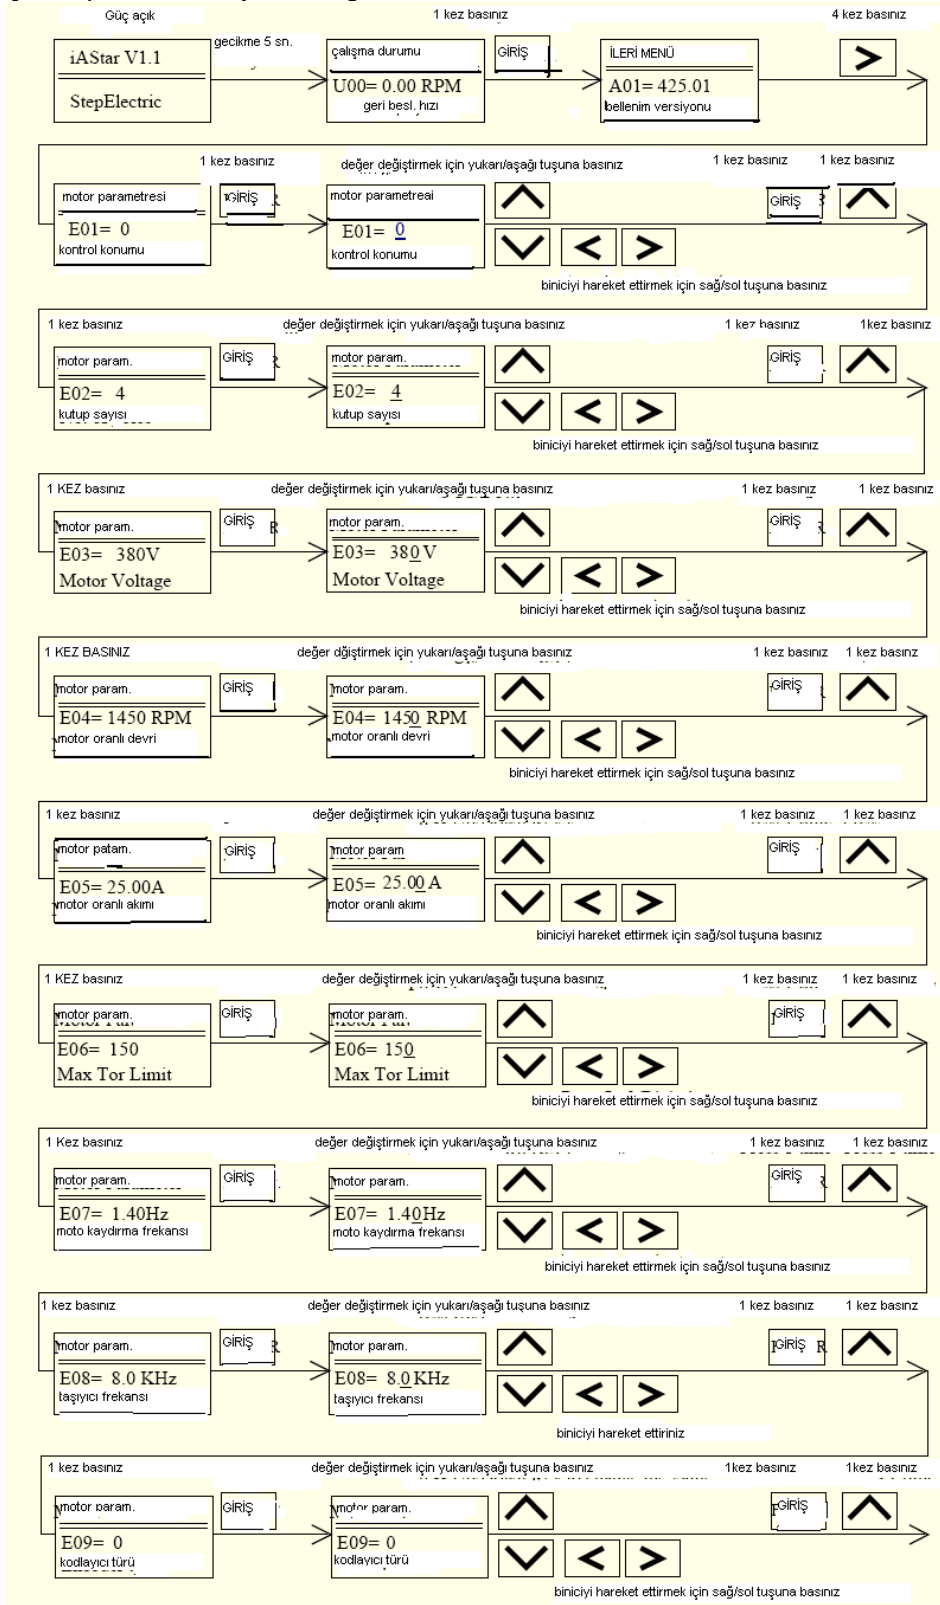 Güç açık
1 kez basınız
4 kez basınız
iAStar V1.1
StepElectric
gecikme 5 sn.
çalışma durumu
U00= 0.00 RPM
geri besl. hızı
GİRİŞ
İLERİ MENÜ
A01= 425.01
bellenim versiyonu
1 kez basınız
değer değiştirmek için yukarı/aşağı tuşuna basınız
1 kez basınız
1 kez basınız
motor parametresi
E01= 0
kontrol konumu
GİRİŞ
motor parametreai
E01= 0
kontrol konumu
GİRİŞ
biniciyi hareket ettirmek için sağ/sol tuşuna basınız
1 kez basınız
değer değiştirmek için yukarı/aşağı tuşuna basınız
1 kez basınız
1kez basınız
motor param.
E02= 4
kutup sayısı
GİRİŞ
motor param.
E02= 4
kutup sayısı
GİRİŞ
biniciyi hareket ettirmek için sağ/sol tuşuna basınız
1 KEZ basınız
değer değiştirmek için yukarı/aşağı tuşuna basınız
1 kez basınız
1 kez basınız
motor param.
E03= 380V
Motor Voltage
GİRİŞ
motor param.
E03= 380V
Motor Voltage
GİRİŞ
biniciyi hareket ettirmek için sağ/sol tuşuna basınız
1 KEZ BASINIZ
değer dğiştirmek için yukarı/aşağı tuşuna basınız
1 kez basınız
1 kez basınız
motor param.
E04= 1450 RPM
motor oranlı devri
GİRİŞ
motor param.
E04= 1450 RPM
motor oranlı devri
GİRİŞ
biniciyi hareket ettirmek için sağ/sol tuşuna basınız
1 kez basınız
değer değiştirmek için yukarı/aşağı tuşuna basınız
1 kez basınız
1 kez basınz
motor patam.
E05= 25.00A
motor oranlı akımı
GİRİŞ
motor param
E05= 25.00 A
motor oranlı akımı
GİRİŞ
biniciyi hareket ettirmek için sağ/sol tuşuna basınız
1 KEZ basınız
değer değiştirmek için yukarı/aşağı tuşuna basınız
1 kez basınız
1 kez basınız
motor param.
E06= 150
Max Tor Limit
GİRİŞ
motor param.
E06= 150
Max Tor Limit
GİRİŞ
biniciyi hareket ettirmek için sağ/sol tuşuna basınız
1 Kez basınız
değer değiştirmek için yukarı/aşağı tuşuna basınız
1 kez basınız
1 kez basınız
motor param.
E07= 1.40Hz
moto kaydırma frekansı
GİRİŞ
motor param.
E07= 1.40Hz
moto kaydırma frekansı
GİRİŞ
biniciyi hareket ettirmek için sağ/sol tuşuna basınız
1 kez basınız
değer değiştirmek için yukarı/aşağı tuşuna basınız
1 kez basınız
1 kez basınız
motor param.
E08= 8.0 KHz
taşıyıcı frekansı
GİRİŞ
motor param.
E08= 8.0 KHz
taşıyıcı frekansı
GİRİŞ
biniciyi hareket ettiriniz
1 kez basınız
değer değiştirmek için yukarı/aşağı tuşuna basınız
1kez basınız
1kez basınız
motor param.
E09= 0
kodlayıcı türü
GİRİŞ
motor param.
E09= 0
kodlayıcı türü
GİRİŞ
biniciyi hareket ettirmek için sağ/sol tuşuna basınız